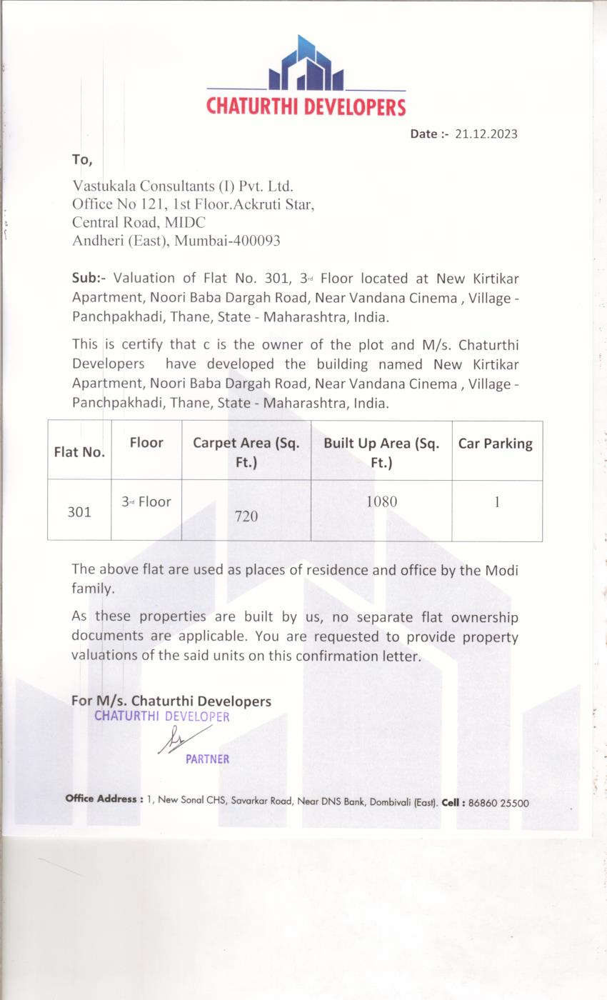 CHATURTHI DEVELOPERS
Date :- 21.12.2023
To,
Vastukala Consultants (I) Pvt. Ltd.
Office No 121, 1st Floor.Ackruti Star,
Central Road, MIDC
Andheri (East), Mumbai-400093
Sub:- Valuation of Flat No. 301, 3rd Floor located at New Kirtikar
Apartment, Noori Baba Dargah Road, Near Vandana Cinema , Village -
Panchpakhadi, Thane, State - Maharashtra, India.
This is certify that c is the owner of the plot and M/s. Chaturthi
Developers have developed the building named New Kirtikar
Apartment, Noori Baba Dargah Road, Near Vandana Cinema , Village -
Panchpakhadi, Thane, State - Maharashtra, India.
Flat No. Floor Carpet Area (Sq. Built Up Area (Sq. Car Parking
Ft.) Ft.)
301 3rd Floor 720 1080 1
The above flat are used as places of residence and office by the Modi
family.
As these properties are built by us, no separate flat ownership
documents are applicable. You are requested to provide property
valuations of the said units on this confirmation letter.
For M/s. Chaturthi Developers
CHATURTHI DEVELOPER
PARTNER
Office Address : 1, New Sonal CHS, Savarkar Road, Near DNS Bank, Dombivali (East). Cell : 86860 25500